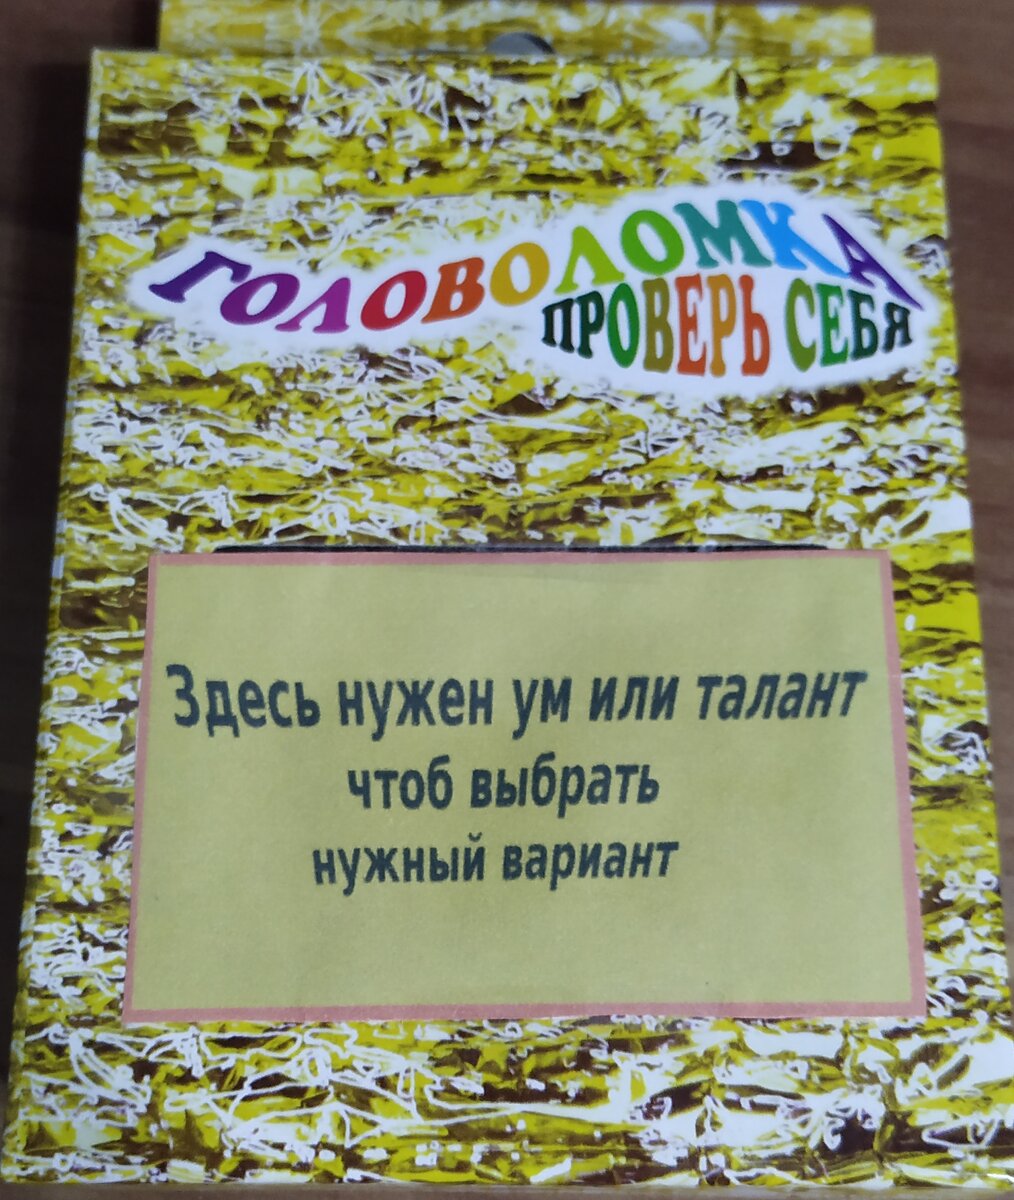 ГОЛОВОЛОМКА
ПРОВЕРЬ СЕБЯ
Здесь нужен ум или талант
чтоб выбрать
нужный вариант